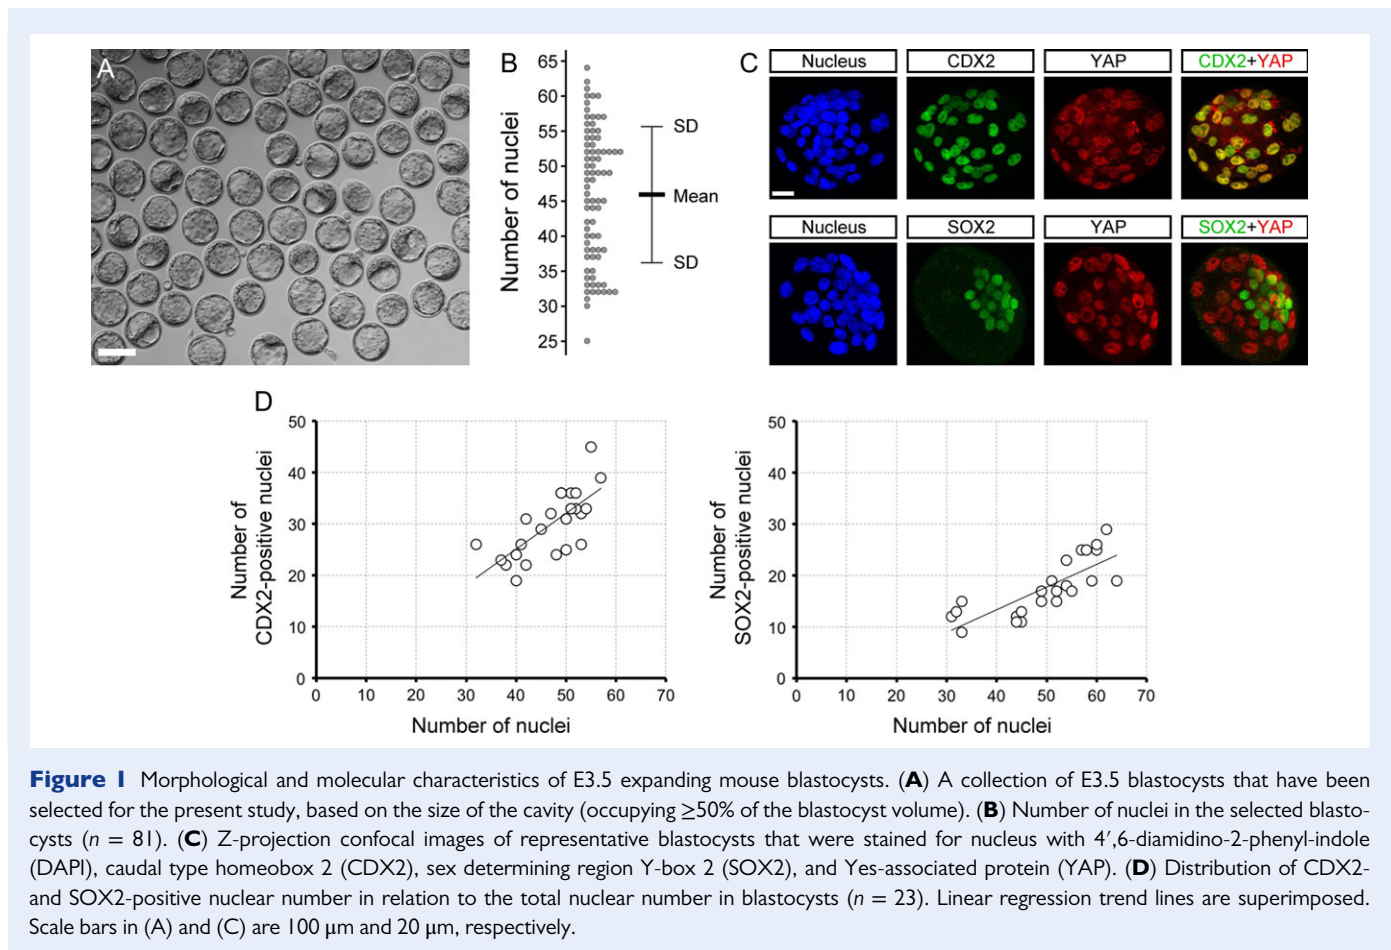 A
B
Number of nuclei
65
60
55
50
45
40
35
30
25
SD
Mean
SD
C
Nucleus
CDX2
YAP
CDX2+YAP
Nucleus
SOX2
YAP
SOX2+YAP
D
Number of
CDX2-positive nuclei
50
40
30
20
10
0
0 10 20 30 40 50 60 70
Number of nuclei
Number of
SOX2-positive nuclei
50
40
30
20
10
0
0 10 20 30 40 50 60 70
Number of nuclei
Figure 1 Morphological and molecular characteristics of E3.5 expanding mouse blastocysts. (A) A collection of E3.5 blastocysts that have been
selected for the present study, based on the size of the cavity (occupying ≥50% of the blastocyst volume). (B) Number of nuclei in the selected blasto-
cysts (n = 81). (C) Z-projection confocal images of representative blastocysts that were stained for nucleus with 4′,6-diamidino-2-phenyl-indole
(DAPI), caudal type homeobox 2 (CDX2), sex determining region Y-box 2 (SOX2), and Yes-associated protein (YAP). (D) Distribution of CDX2-
and SOX2-positive nuclear number in relation to the total nuclear number in blastocysts (n = 23). Linear regression trend lines are superimposed.
Scale bars in (A) and (C) are 100 μm and 20 μm, respectively.